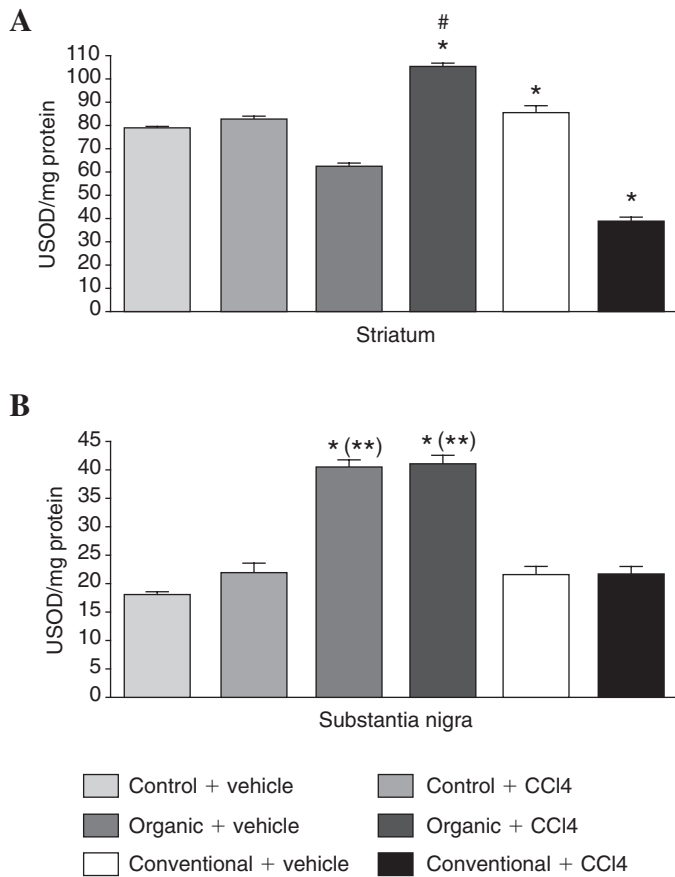 A
#
*
*
*
110
100
90
80
70
60
50
40
30
20
10
0
USOD/mg protein
Striatum
B
* (**)
* (**)
45
40
35
30
25
20
15
10
5
0
USOD/mg protein
Substantia nigra
Control + vehicle
Control + CCl4
Organic + vehicle
Organic + CCl4
Conventional + vehicle
Conventional + CCl4